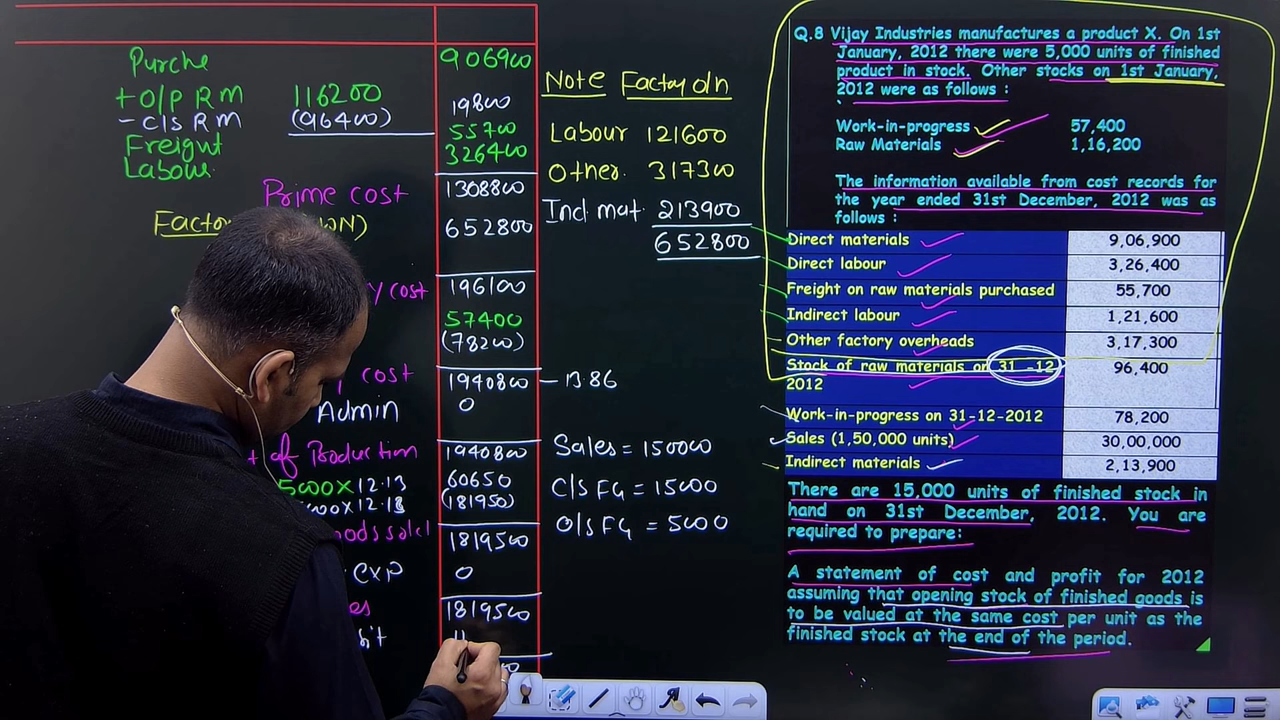 Purche 906900
+ O/P R M 116200 19800
- C/S R M (96400)
Freight 55700
Labour 326400
Prime cost 1308800
652800
y cost 196100
57400
(78200)
cost 1940800 - 13.86
Admin 0
of Production 1940800
5000 X 12.13 60650
000 X 12.13 (181950)
oods sold 1819500
exp 0
es 1819500
Note Factory o/n
Labour 121600
Other. 317300
Ind mat 213900
652800
Sales = 150000
C/S FG = 15000
O/S FG = 5000
Q.8 Vijay Industries manufactures a product X. On 1st
January, 2012 there were 5,000 units of finished
product in stock. Other stocks on 1st January,
2012 were as follows :
Work-in-progress 57,400
Raw Materials 1,16,200
The information available from cost records for
the year ended 31st December, 2012 was as
follows :
Direct materials 9,06,900
Direct labour 3,26,400
Freight on raw materials purchased 55,700
Indirect labour 1,21,600
Other factory overheads 3,17,300
Stock of raw materials on 31 -12 96,400
2012
Work-in-progress on 31-12-2012 78,200
Sales (1,50,000 units) 30,00,000
Indirect materials 2,13,900
There are 15,000 units of finished stock in
hand on 31st December, 2012. You are
required to prepare:
A statement of cost and profit for 2012
assuming that opening stock of finished goods is
to be valued at the same cost per unit as the
finished stock at the end of the period.